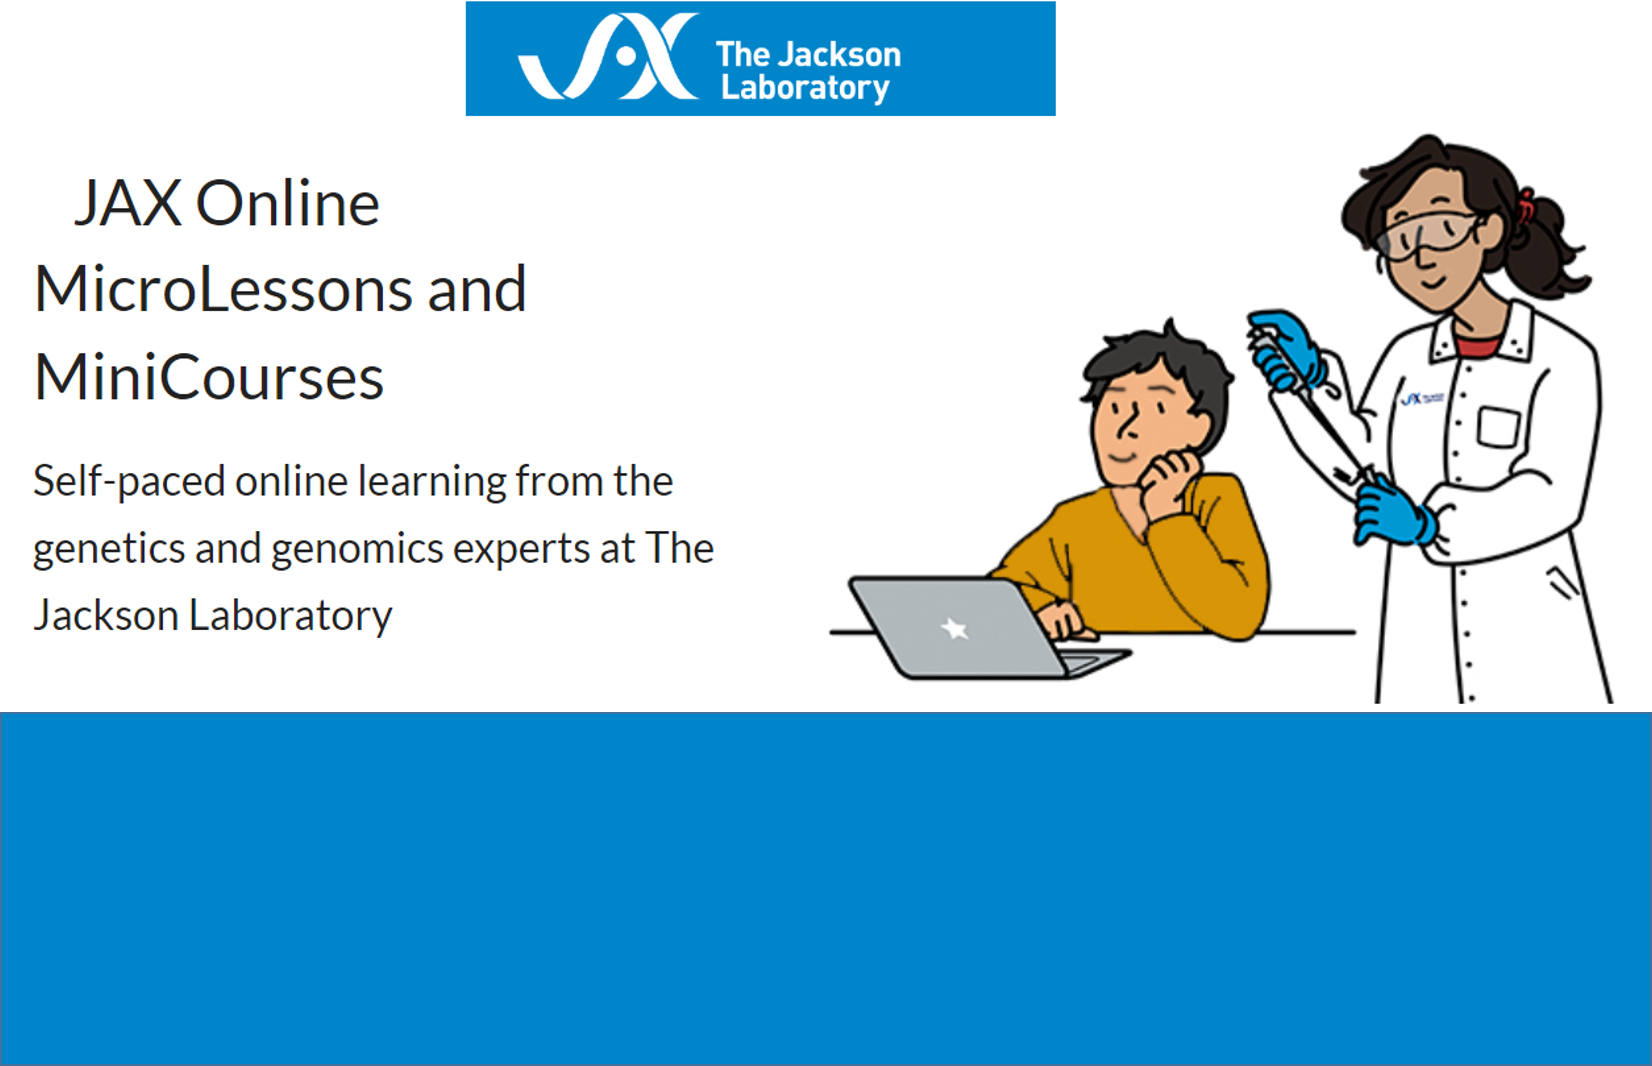 The Jackson
Laboratory
JAX Online
MicroLessons and
MiniCourses
Self-paced online learning from the
genetics and genomics experts at The
Jackson Laboratory
JAX